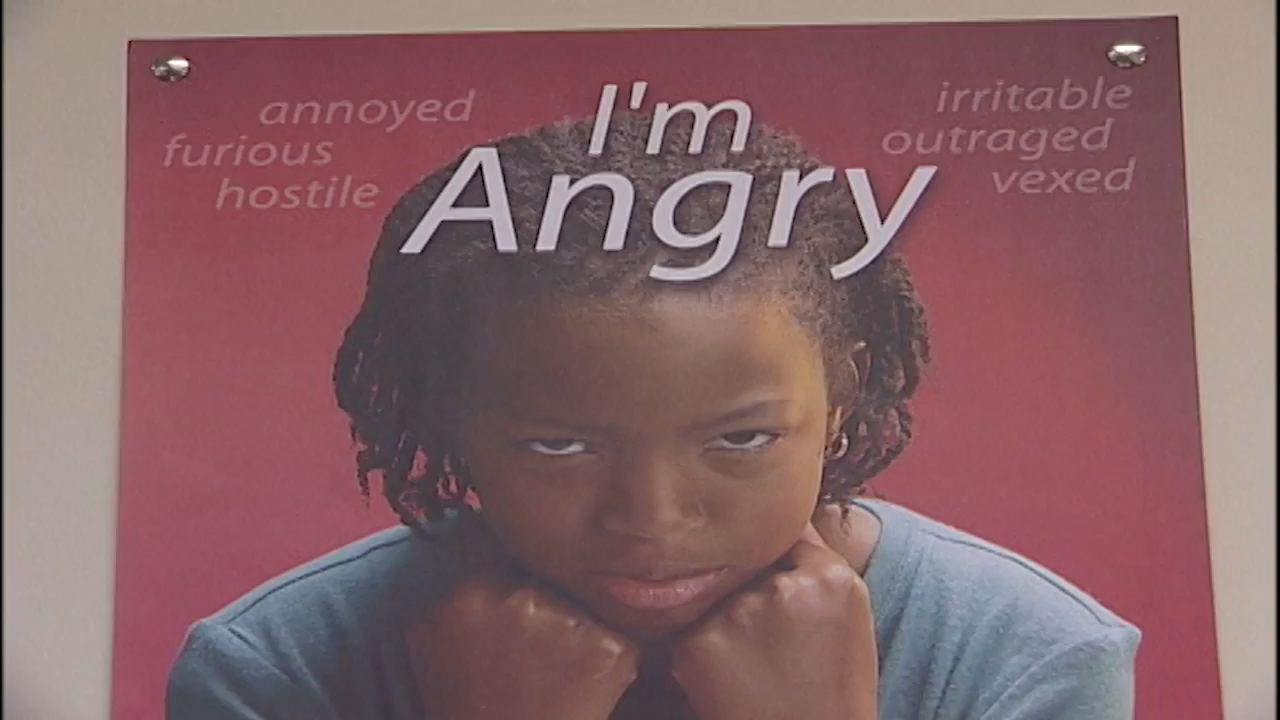 annoyed
furious
hostile
I'm
Angry
irritable
outraged
vexed